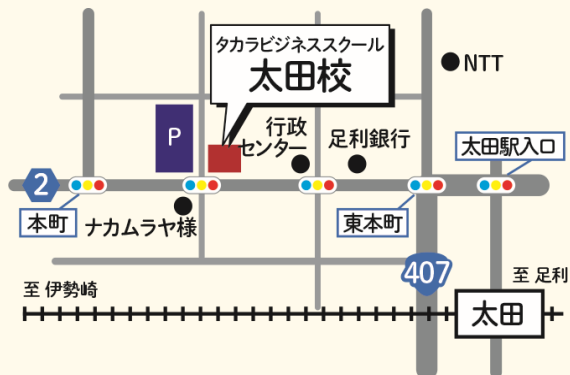 タカラビジネススクール
太田校
NTT
P
行政
センター
足利銀行
太田駅入口
2
本町
ナカムラヤ様
東本町
407
至 伊勢崎
至 足利
太田